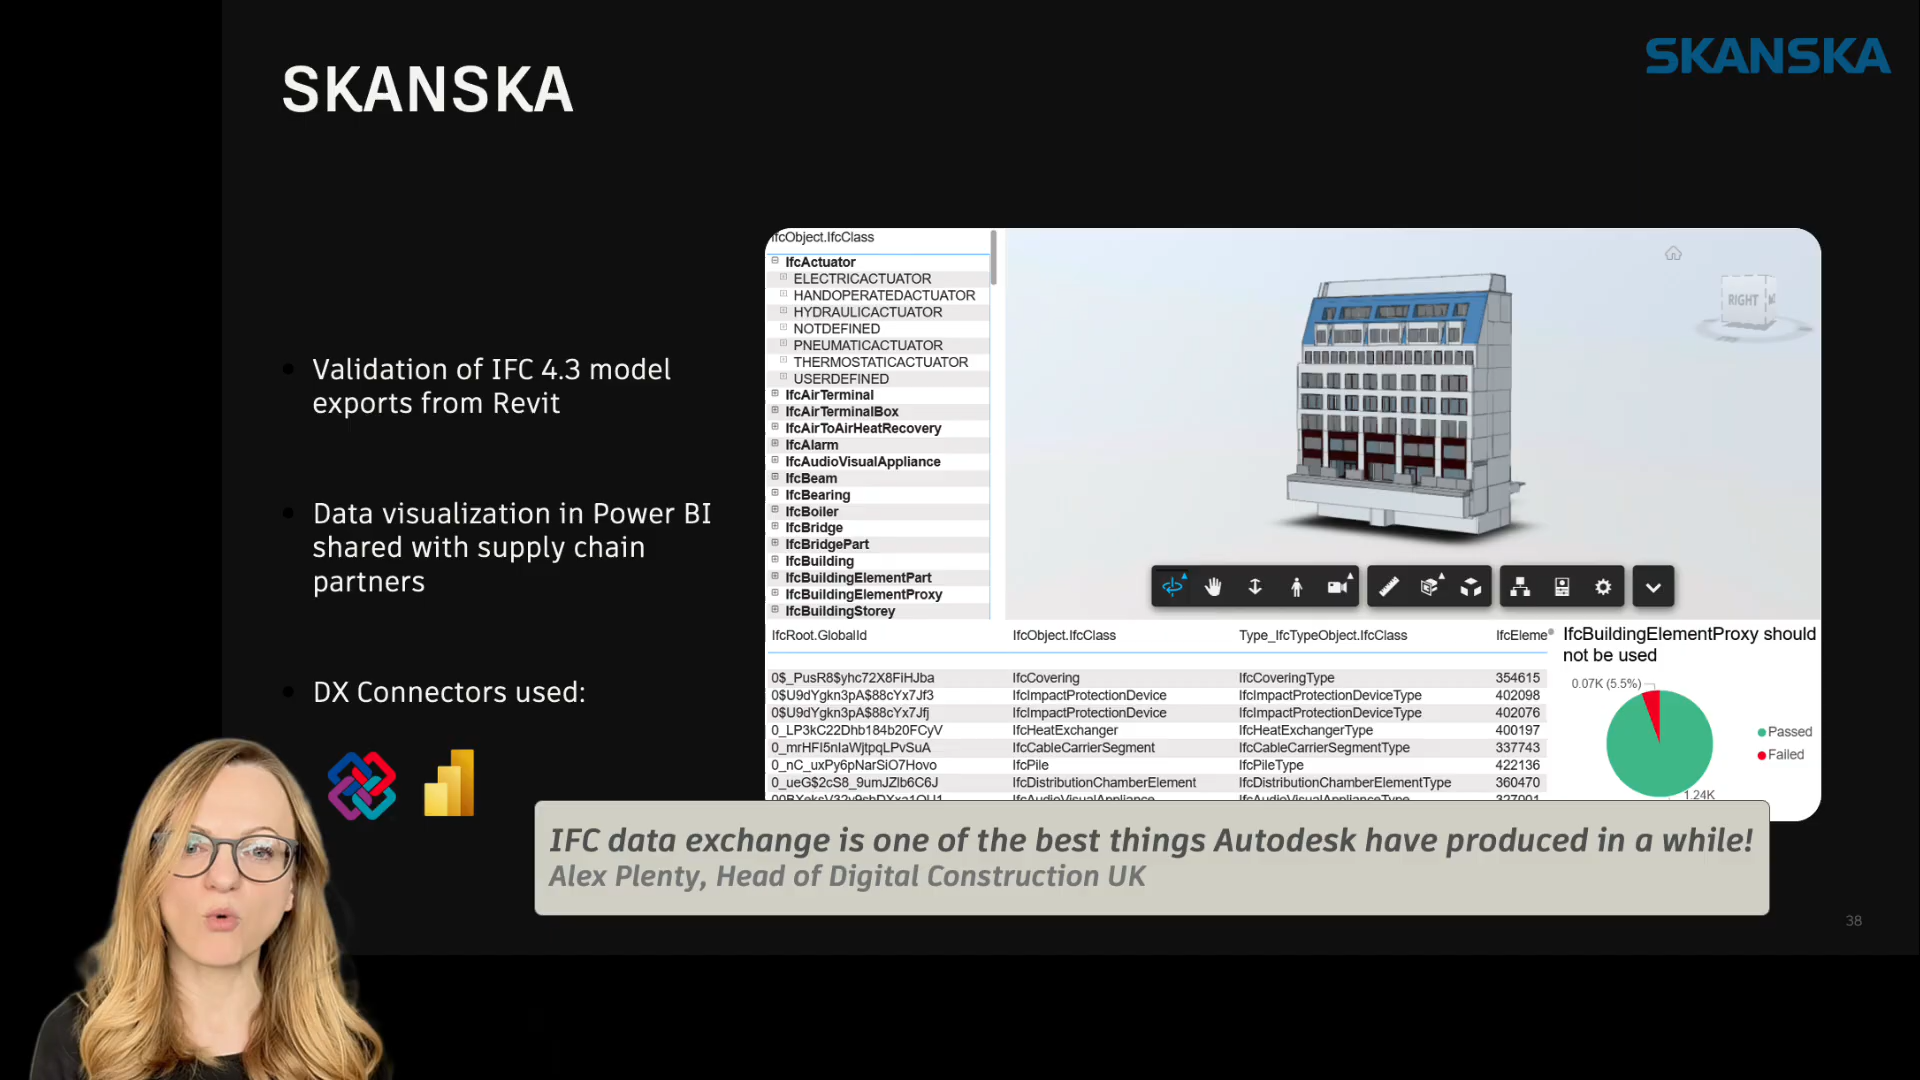 SKANSKA
SKANSKA
Validation of IFC 4.3 model
exports from Revit
Data visualization in Power BI
shared with supply chain
partners
DX Connectors used:
IfcObject.IfcClass
IfcActuator
ELECTRICACTUATOR
HANDOPERATEDACTUATOR
HYDRAULICACTUATOR
NOTDEFINED
PNEUMATICACTUATOR
THERMOSTATICACTUATOR
USERDEFINED
IfcAirTerminal
IfcAirTerminalBox
IfcAirToAirHeatRecovery
IfcAlarm
IfcAudioVisualAppliance
IfcBeam
IfcBearing
IfcBoiler
IfcBridge
IfcBridgePart
IfcBuilding
IfcBuildingElementPart
IfcBuildingElementProxy
IfcBuildingStorey
RIGHT
IfcRoot.GlobalId IfcObject.IfcClass Type_IfcTypeObject.IfcClass IfcEleme
0$_PusR8$yhc72X8FlHJba IfcCovering IfcCoveringType 354615
0$U9dYgkn3pA$88cYx7Jf3 IfcImpactProtectionDevice IfcImpactProtectionDeviceType 402098
0$U9dYgkn3pA$88cYx7Jfj IfcImpactProtectionDevice IfcImpactProtectionDeviceType 402076
0_LP3kC22Dhb184b20FCyV IfcHeatExchanger IfcHeatExchangerType 400197
0_mrHFl5nIaWjtpqLPvSuA IfcCableCarrierSegment IfcCableCarrierSegmentType 337743
0_nC_uxPy6pNarSiO7Hovo IfcPile IfcPileType 422136
0_ueG$2cS8_9umJZlb6C6J IfcDistributionChamberElement IfcDistributionChamberElementType 360470
IfcAudioVisualAppliance IfcAudioVisualApplianceType 327001
IfcBuildingElementProxy should
not be used
0.07K (5.5%)
Passed
Failed
1.24K
IFC data exchange is one of the best things Autodesk have produced in a while!
Alex Plenty, Head of Digital Construction UK
38